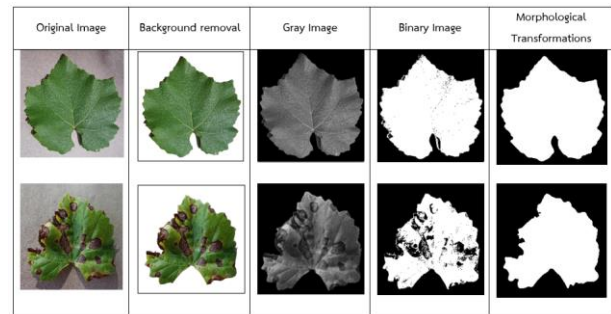 Original Image
Background removal
Gray Image
Binary Image
Morphological
Transformations